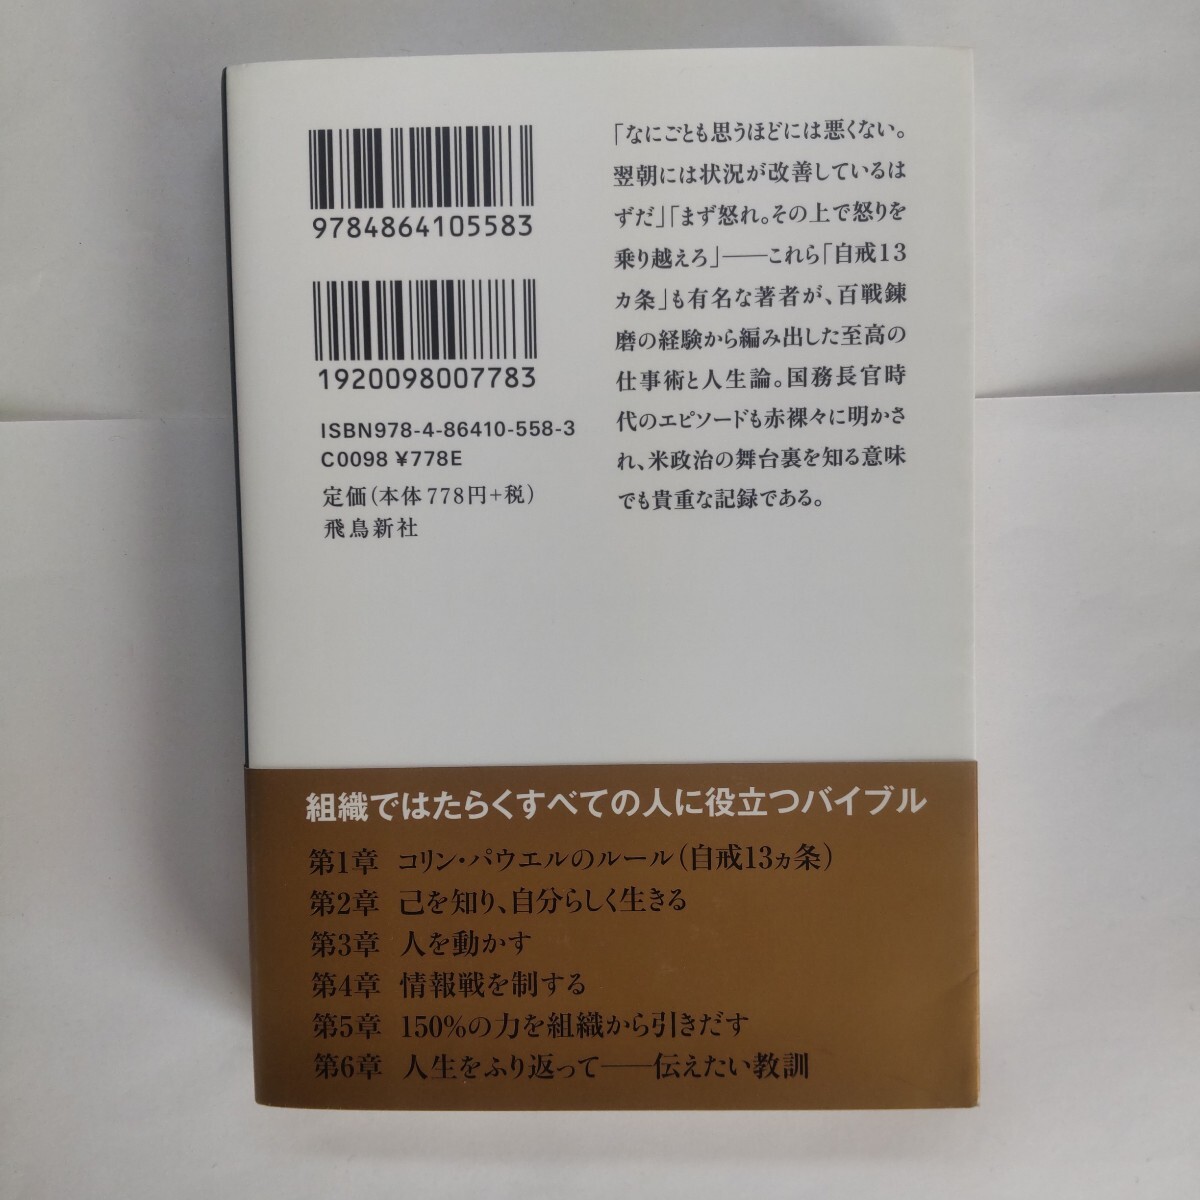 9784864105583
1920098007783
ISBN978-4-86410-558-3
C0098 ¥778E
定価(本体 778円+税)
飛鳥新社
「なにごとも思うほどには悪くない。
翌朝には状況が改善しているは
ずだ」「まず怒れ。その上で怒りを
乗り越えろ」――これら「自戒13
カ条」も有名な著者が、百戦錬
磨の経験から編み出した至高の
仕事術と人生論。国務長官時
代のエピソードも赤裸々に明かさ
れ、米政治の舞台裏を知る意味
でも貴重な記録である。
組織ではたらくすべての人に役立つバイブル
第1章 コリン・パウエルのルール(自戒13ヵ条)
第2章 己を知り、自分らしく生きる
第3章 人を動かす
第4章 情報戦を制する
第5章 150%の力を組織から引きだす
第6章 人生をふり返って――伝えたい教訓